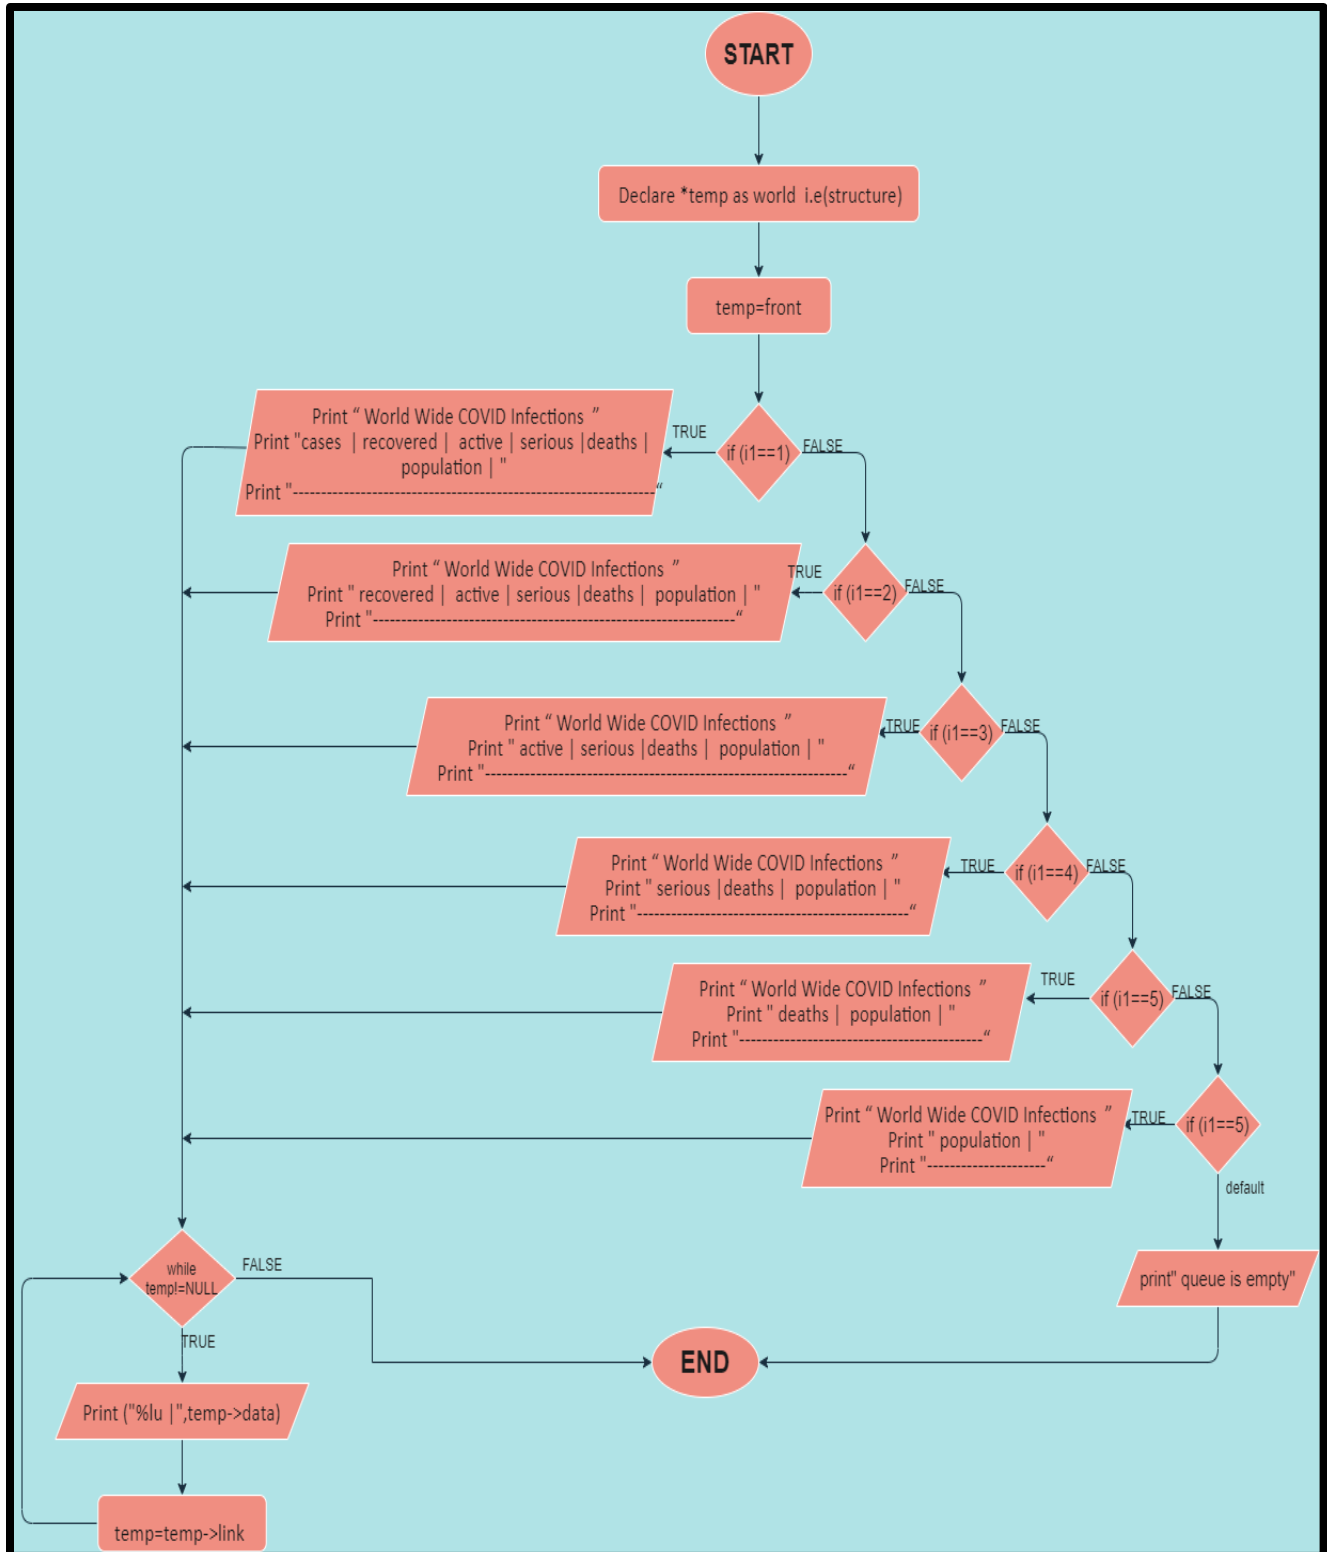 START
Declare *temp as world i.e(structure)
temp=front
if (i1==1)
TRUE
FALSE
Print “ World Wide COVID Infections ”
Print "cases | recovered | active | serious |deaths |
population | "
Print "-----------------------------------------------------------------“
if (i1==2)
TRUE
FALSE
Print “ World Wide COVID Infections ”
Print " recovered | active | serious |deaths | population | "
Print "-----------------------------------------------------------------“
if (i1==3)
TRUE
FALSE
Print “ World Wide COVID Infections ”
Print " active | serious |deaths | population | "
Print "-----------------------------------------------------------------“
if (i1==4)
TRUE
FALSE
Print “ World Wide COVID Infections ”
Print " serious |deaths | population | "
Print "------------------------------------------------“
if (i1==5)
TRUE
FALSE
Print “ World Wide COVID Infections ”
Print " deaths | population | "
Print "-------------------------------------------“
if (i1==5)
TRUE
default
Print “ World Wide COVID Infections ”
Print " population | "
Print "---------------------“
print" queue is empty"
while
temp!=NULL
FALSE
TRUE
END
Print ("%lu |",temp->data)
temp=temp->link